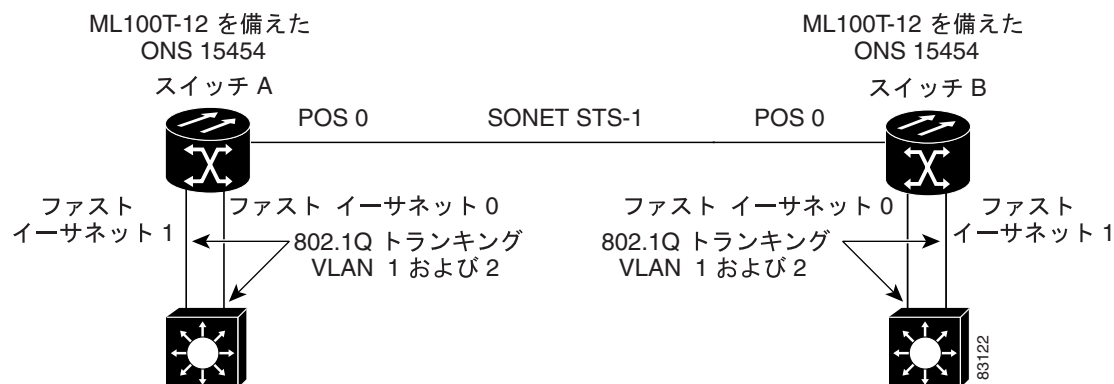 ML100T-12 を備えた
ONS 15454
スイッチ A
ML100T-12 を備えた
ONS 15454
スイッチ B
POS 0
SONET STS-1
POS 0
ファスト
イーサネット 1
ファスト イーサネット 0
802.1Q トランキング
VLAN 1 および 2
ファスト イーサネット 0
802.1Q トランキング
VLAN 1 および 2
ファスト
イーサネット 1
83122